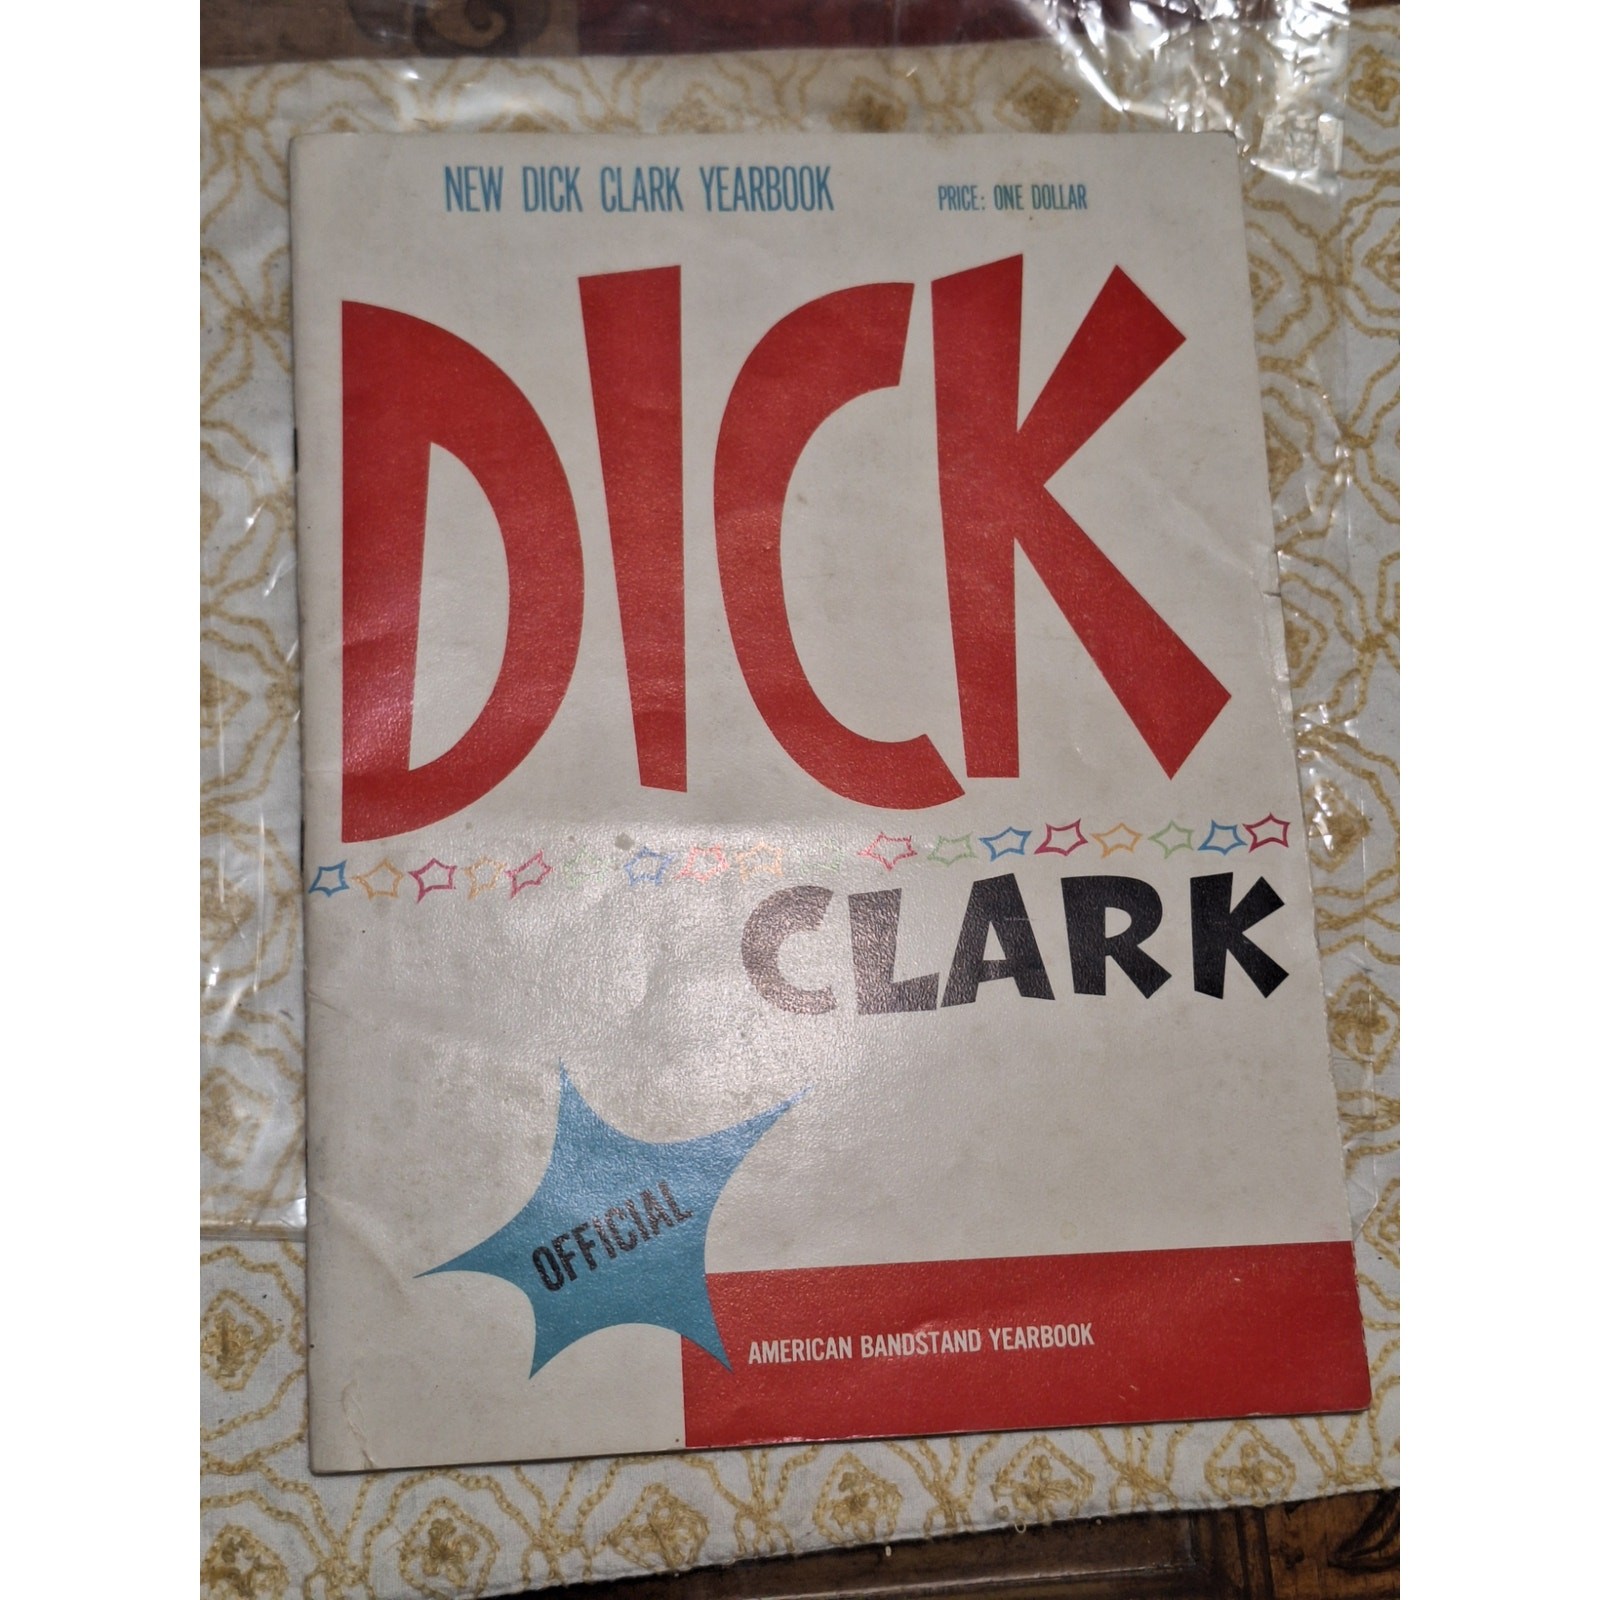 NEW DICK CLARK YEARBOOK
PRICE: ONE DOLLAR
DICK
CLARK
OFFICIAL
AMERICAN BANDSTAND YEARBOOK